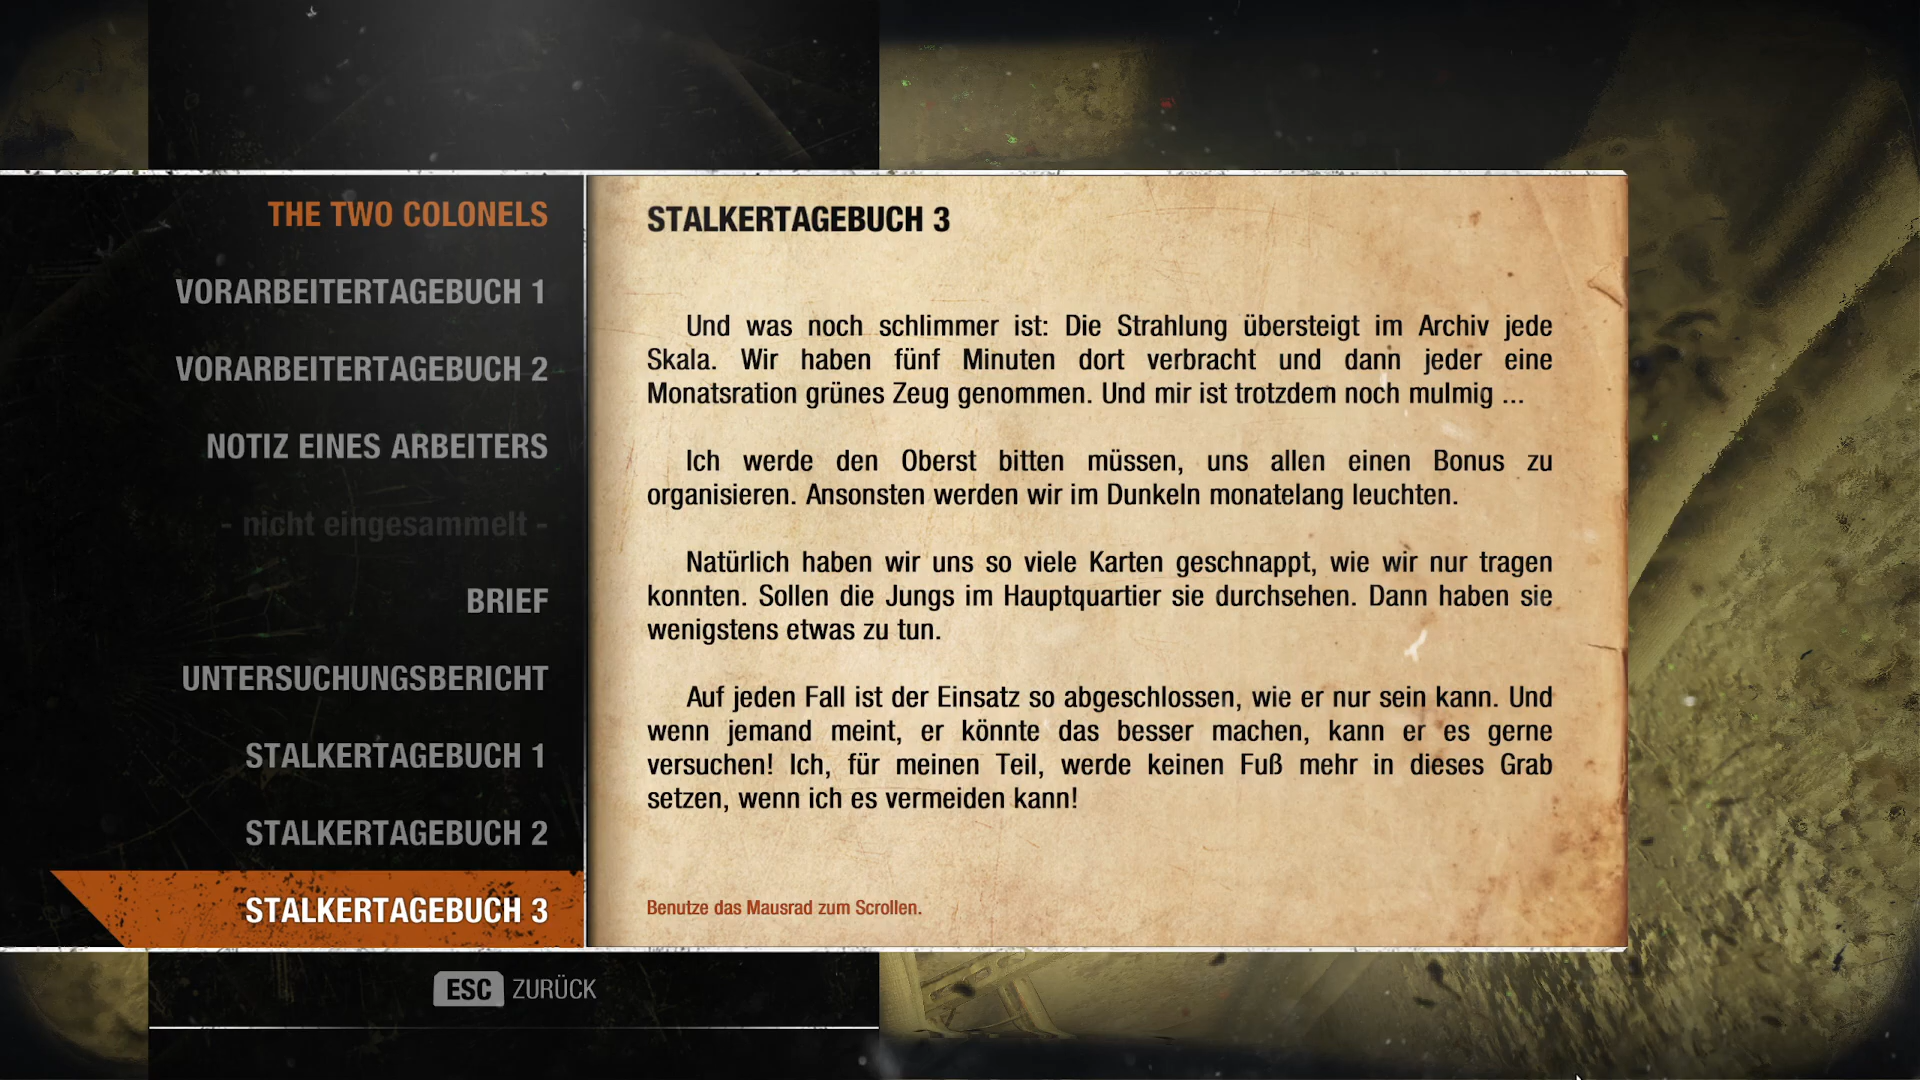 THE TWO COLONELS
VORARBEITERTAGEBUCH 1
VORARBEITERTAGEBUCH 2
NOTIZ EINES ARBEITERS
- nicht eingesammelt -
BRIEF
UNTERSUCHUNGSBERICHT
STALKERTAGEBUCH 1
STALKERTAGEBUCH 2
STALKERTAGEBUCH 3
STALKERTAGEBUCH 3
Und was noch schlimmer ist: Die Strahlung übersteigt im Archiv jede
Skala. Wir haben fünf Minuten dort verbracht und dann jeder eine
Monatsration grünes Zeug genommen. Und mir ist trotzdem noch mulmig ...
Ich werde den Oberst bitten müssen, uns allen einen Bonus zu
organisieren. Ansonsten werden wir im Dunkeln monatelang leuchten.
Natürlich haben wir uns so viele Karten geschnappt, wie wir nur tragen
konnten. Sollen die Jungs im Hauptquartier sie durchsehen. Dann haben sie
wenigstens etwas zu tun.
Auf jeden Fall ist der Einsatz so abgeschlossen, wie er nur sein kann. Und
wenn jemand meint, er könnte das besser machen, kann er es gerne
versuchen! Ich, für meinen Teil, werde keinen Fuß mehr in dieses Grab
setzen, wenn ich es vermeiden kann!
Benutze das Mausrad zum Scrollen.
ESC ZURÜCK